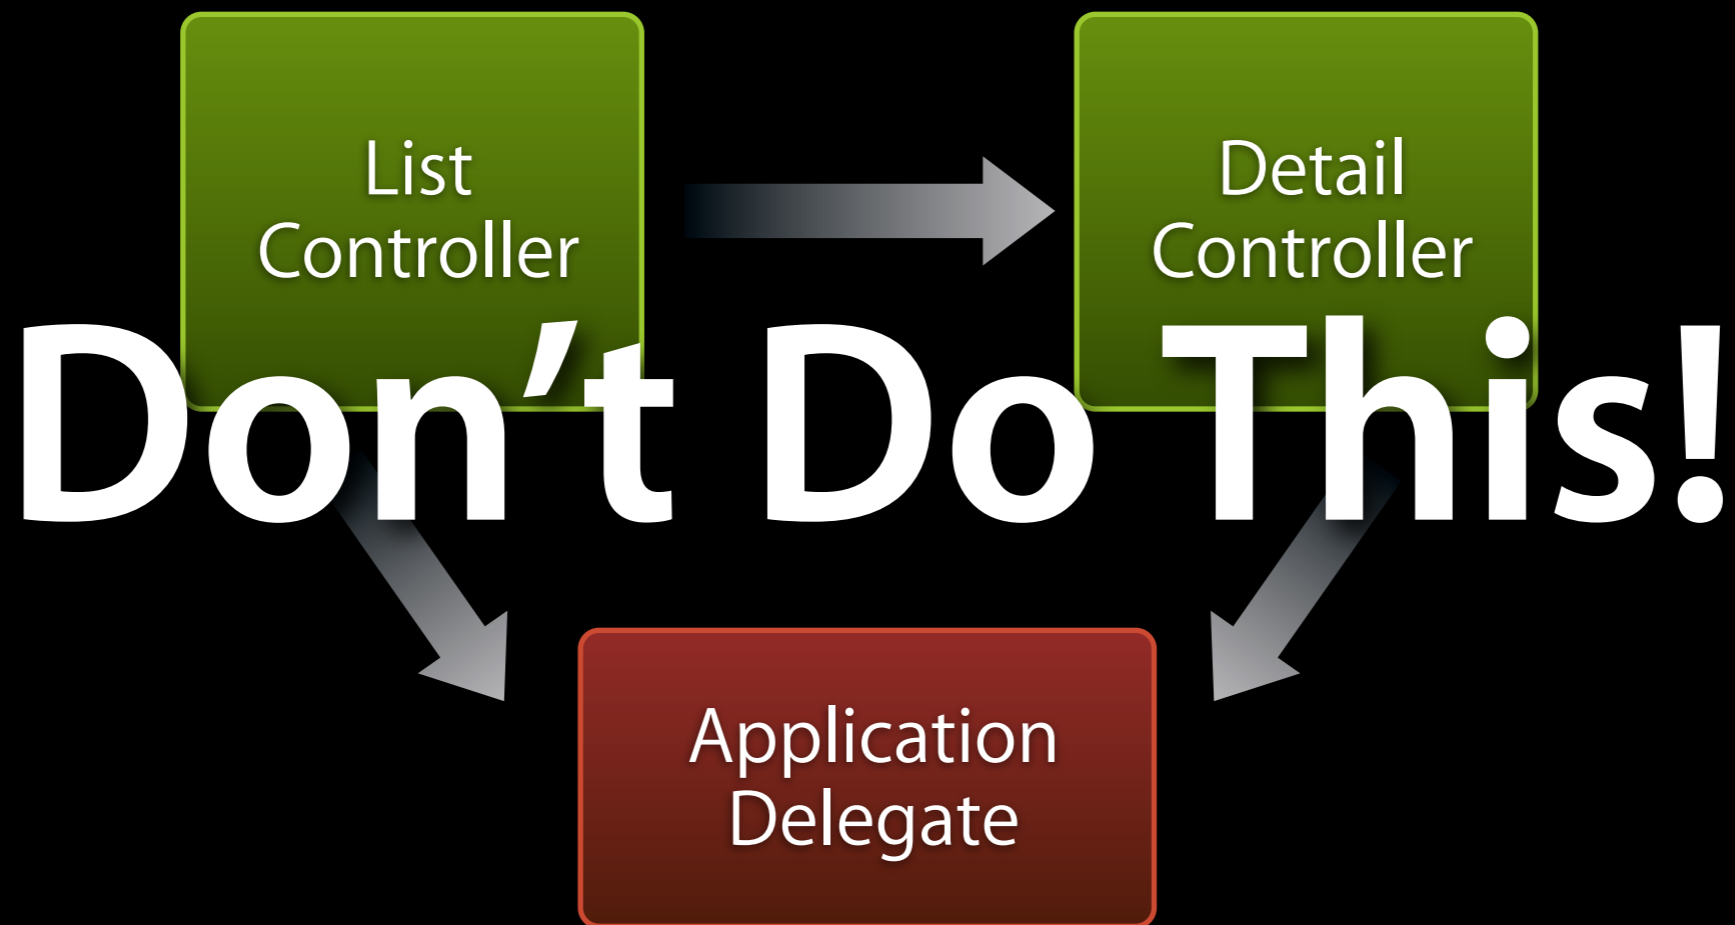 List
Controller
Detail
Controller
Don’t Do This!
Application
Delegate